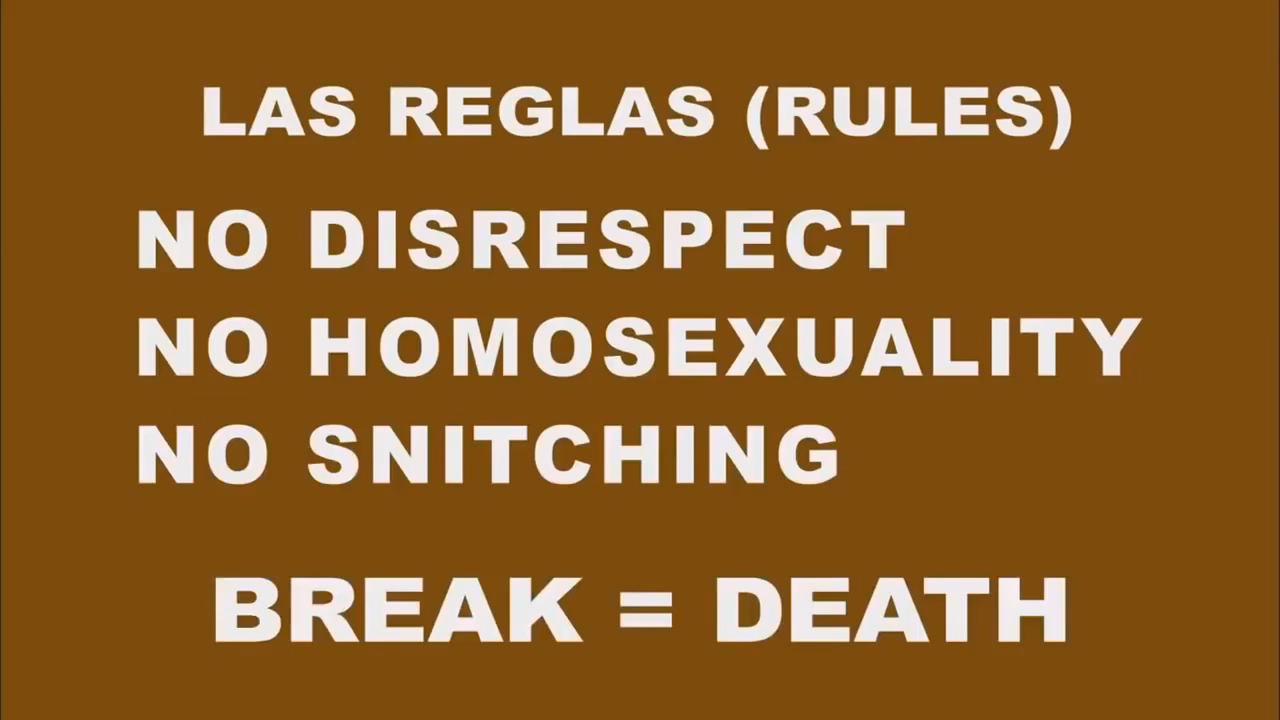 LAS REGLAS (RULES)
NO DISRESPECT
NO HOMOSEXUALITY
NO SNITCHING
BREAK = DEATH